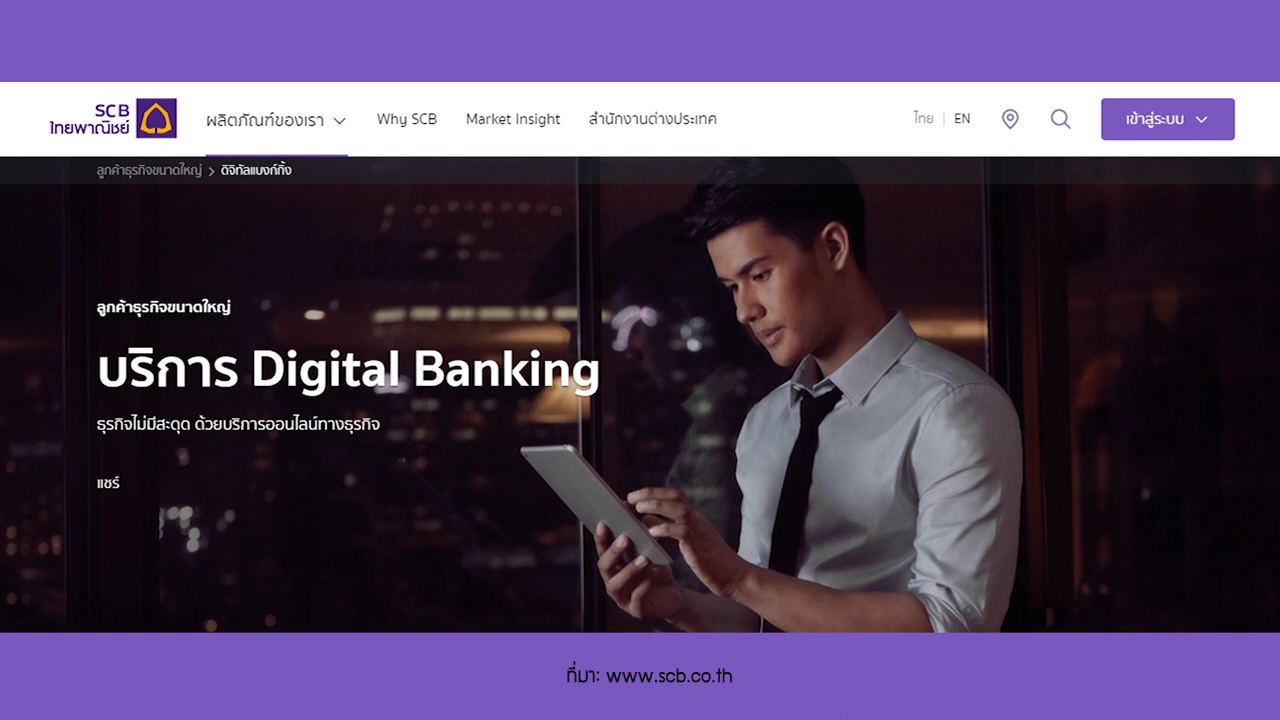 SCB
ไทยพาณิชย์
ผลิตภัณฑ์ของเรา
Why SCB
Market Insight
สำนักงานต่างประเทศ
ไทย | EN
เข้าสู่ระบบ
ลูกค้าธุรกิจขนาดใหญ่ > ดิจิทัลแบงก์กิ้ง
ลูกค้าธุรกิจขนาดใหญ่
บริการ Digital Banking
ธุรกิจไม่มีสะดุด ด้วยบริการออนไลน์ทางธุรกิจ
แชร์
ที่มา: www.scb.co.th